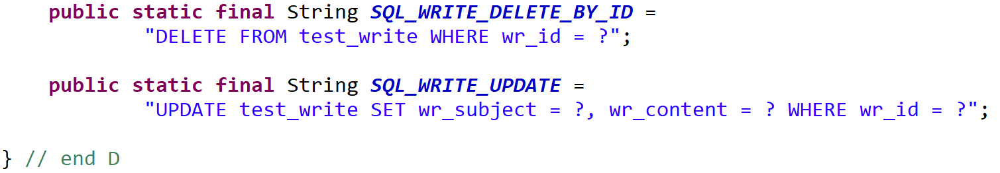 public static final String SQL_WRITE_DELETE_BY_ID =
"DELETE FROM test_write WHERE wr_id = ?";
public static final String SQL_WRITE_UPDATE =
"UPDATE test_write SET wr_subject = ?, wr_content = ? WHERE wr_id = ?";
} // end D